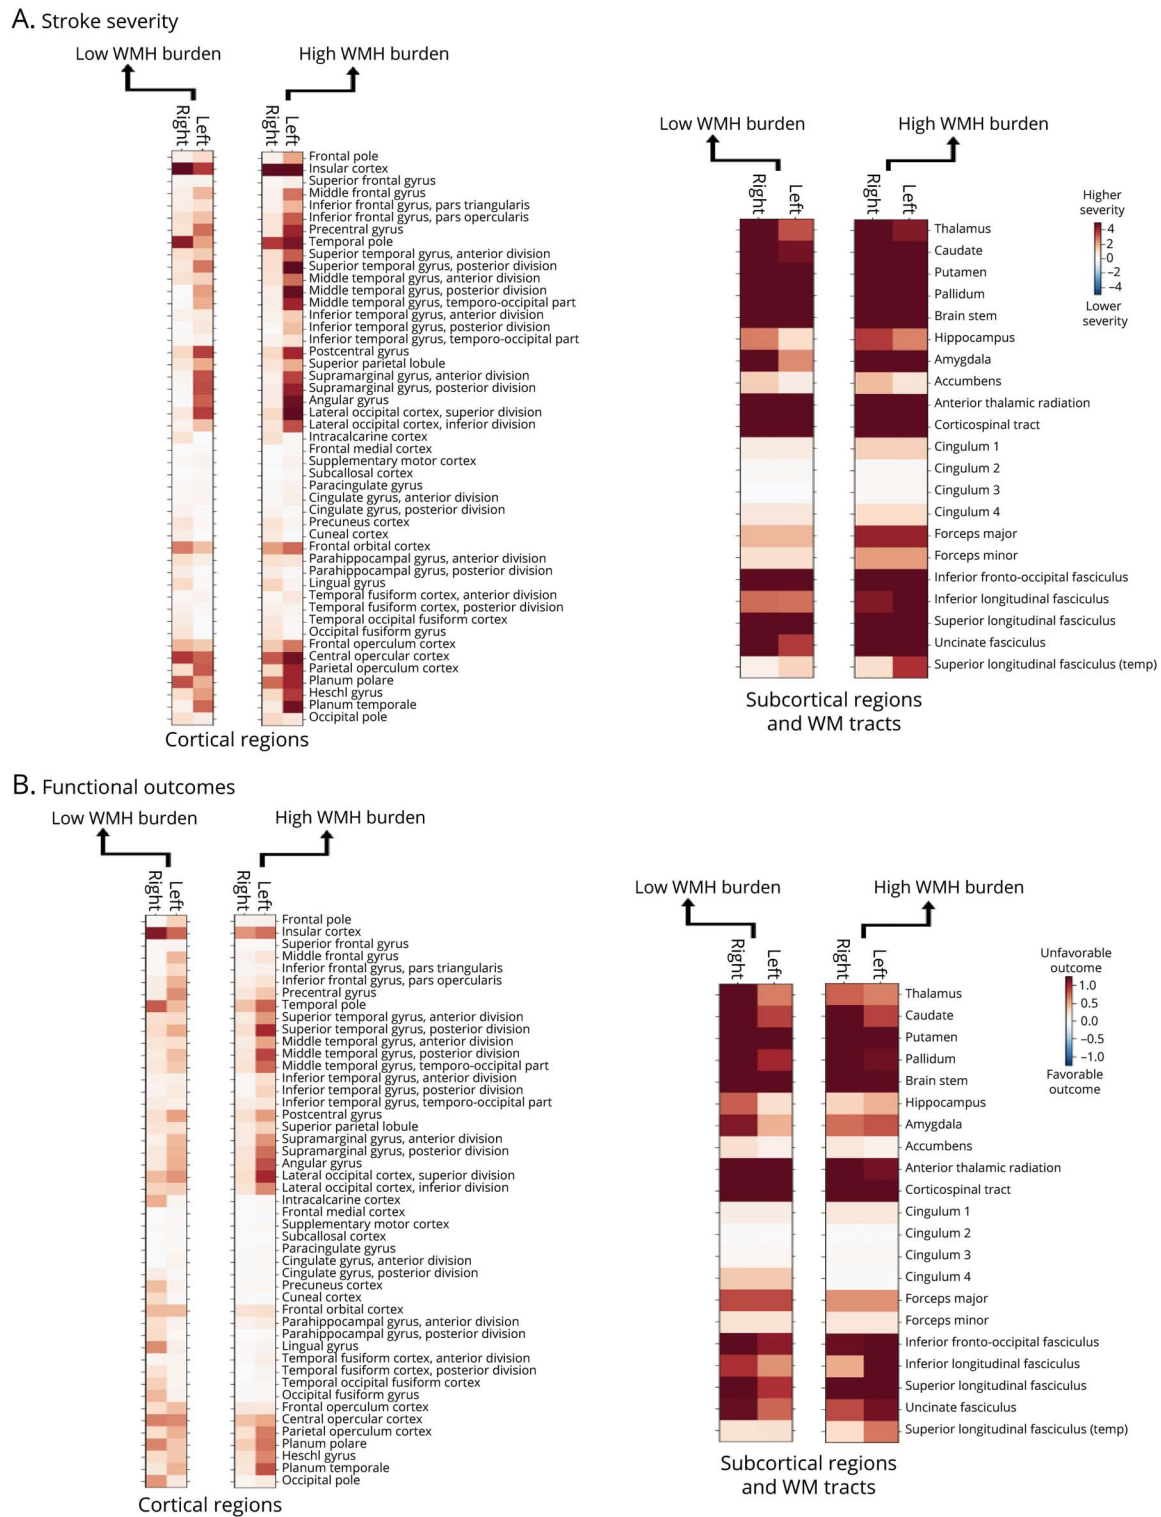 A. Stroke severity
Low WMH burden
High WMH burden
Right
Left
Right
Left
Frontal pole
Insular cortex
Superior frontal gyrus
Middle frontal gyrus
Inferior frontal gyrus, pars triangularis
Inferior frontal gyrus, pars opercularis
Precentral gyrus
Temporal pole
Superior temporal gyrus, anterior division
Superior temporal gyrus, posterior division
Middle temporal gyrus, anterior division
Middle temporal gyrus, posterior division
Middle temporal gyrus, temporo-occipital part
Inferior temporal gyrus, anterior division
Inferior temporal gyrus, posterior division
Inferior temporal gyrus, temporo-occipital part
Postcentral gyrus
Superior parietal lobule
Supramarginal gyrus, anterior division
Supramarginal gyrus, posterior division
Angular gyrus
Lateral occipital cortex, superior division
Lateral occipital cortex, inferior division
Intracalcarine cortex
Frontal medial cortex
Supplementary motor cortex
Subcallosal cortex
Paracingulate gyrus
Cingulate gyrus, anterior division
Cingulate gyrus, posterior division
Precuneus cortex
Cuneal cortex
Frontal orbital cortex
Parahippocampal gyrus, anterior division
Parahippocampal gyrus, posterior division
Lingual gyrus
Temporal fusiform cortex, anterior division
Temporal fusiform cortex, posterior division
Temporal occipital fusiform cortex
Occipital fusiform gyrus
Frontal operculum cortex
Central opercular cortex
Parietal operculum cortex
Planum polare
Heschl gyrus
Planum temporale
Occipital pole
Cortical regions
Low WMH burden
High WMH burden
Right
Left
Right
Left
Thalamus
Caudate
Putamen
Pallidum
Brain stem
Hippocampus
Amygdala
Accumbens
Anterior thalamic radiation
Corticospinal tract
Cingulum 1
Cingulum 2
Cingulum 3
Cingulum 4
Forceps major
Forceps minor
Inferior fronto-occipital fasciculus
Inferior longitudinal fasciculus
Superior longitudinal fasciculus
Uncinate fasciculus
Superior longitudinal fasciculus (temp)
Subcortical regions
and WM tracts
Higher
severity
4
2
0
−2
−4
Lower
severity
B. Functional outcomes
Low WMH burden
High WMH burden
Right
Left
Right
Left
Frontal pole
Insular cortex
Superior frontal gyrus
Middle frontal gyrus
Inferior frontal gyrus, pars triangularis
Inferior frontal gyrus, pars opercularis
Precentral gyrus
Temporal pole
Superior temporal gyrus, anterior division
Superior temporal gyrus, posterior division
Middle temporal gyrus, anterior division
Middle temporal gyrus, posterior division
Middle temporal gyrus, temporo-occipital part
Inferior temporal gyrus, anterior division
Inferior temporal gyrus, posterior division
Inferior temporal gyrus, temporo-occipital part
Postcentral gyrus
Superior parietal lobule
Supramarginal gyrus, anterior division
Supramarginal gyrus, posterior division
Angular gyrus
Lateral occipital cortex, superior division
Lateral occipital cortex, inferior division
Intracalcarine cortex
Frontal medial cortex
Supplementary motor cortex
Subcallosal cortex
Paracingulate gyrus
Cingulate gyrus, anterior division
Cingulate gyrus, posterior division
Precuneus cortex
Cuneal cortex
Frontal orbital cortex
Parahippocampal gyrus, anterior division
Parahippocampal gyrus, posterior division
Lingual gyrus
Temporal fusiform cortex, anterior division
Temporal fusiform cortex, posterior division
Temporal occipital fusiform cortex
Occipital fusiform gyrus
Frontal operculum cortex
Central opercular cortex
Parietal operculum cortex
Planum polare
Heschl gyrus
Planum temporale
Occipital pole
Cortical regions
Low WMH burden
High WMH burden
Right
Left
Right
Left
Thalamus
Caudate
Putamen
Pallidum
Brain stem
Hippocampus
Amygdala
Accumbens
Anterior thalamic radiation
Corticospinal tract
Cingulum 1
Cingulum 2
Cingulum 3
Cingulum 4
Forceps major
Forceps minor
Inferior fronto-occipital fasciculus
Inferior longitudinal fasciculus
Superior longitudinal fasciculus
Uncinate fasciculus
Superior longitudinal fasciculus (temp)
Subcortical regions
and WM tracts
Unfavorable
outcome
1.0
0.5
0.0
−0.5
−1.0
Favorable
outcome